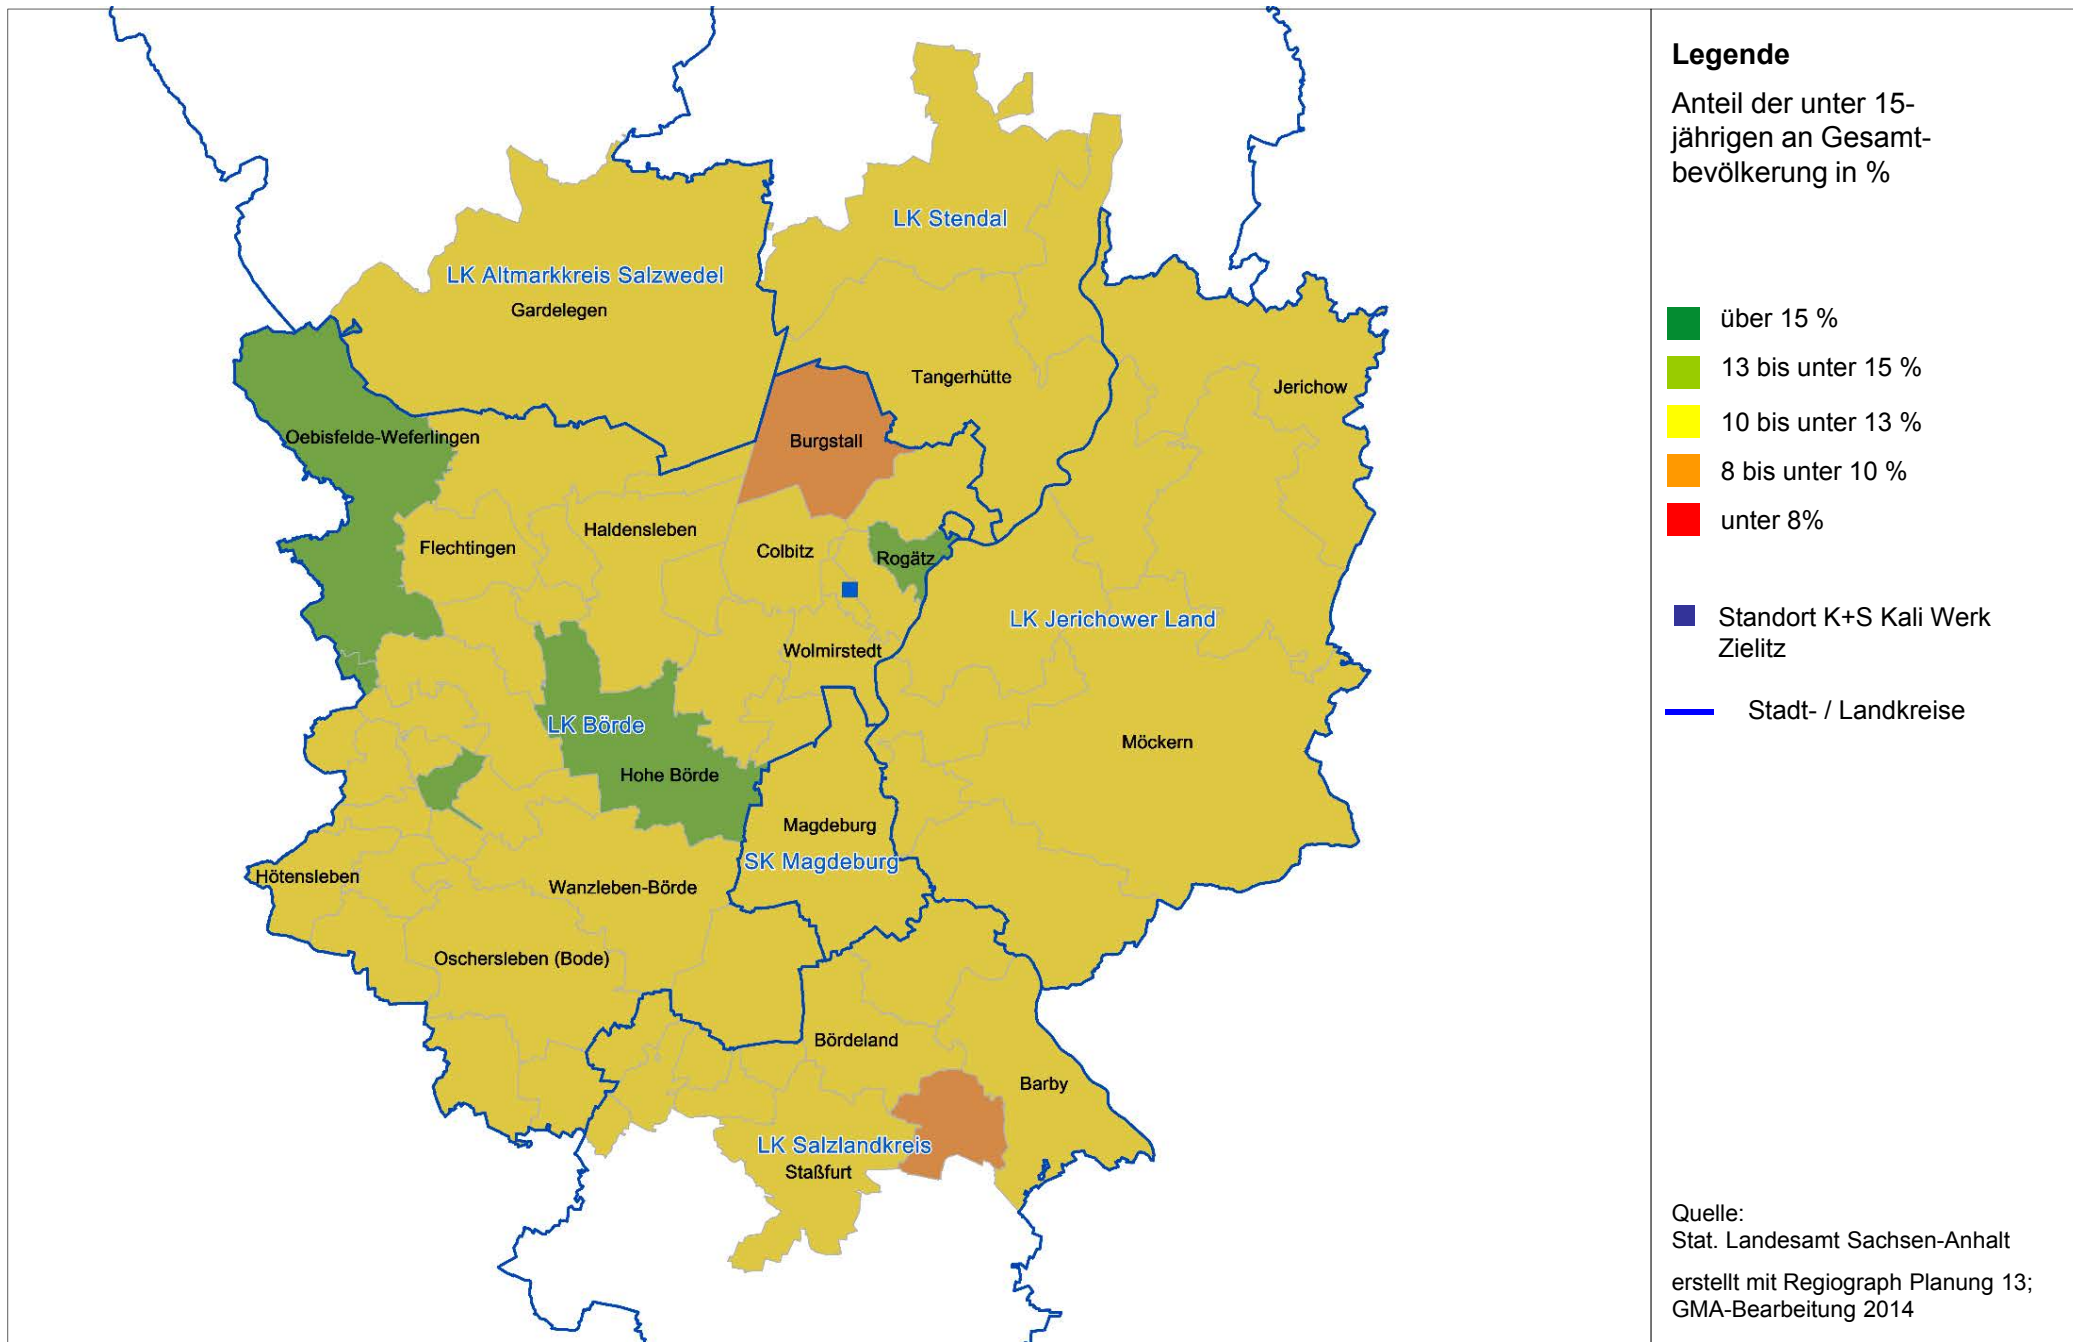 LK Stendal
LK Altmarkkreis Salzwedel
Gardelegen
Tangerhütte
Jerichow
Oebisfelde-Weferlingen
Burgstall
Haldensleben
Flechtingen
Colbitz
Rogätz
LK Jerichower Land
Wolmirstedt
LK Börde
Möckern
Hohe Börde
Magdeburg
SK Magdeburg
Hötensleben
Wanzleben-Börde
Oschersleben (Bode)
Bördeland
Barby
LK Salzlandkreis
Staßfurt
Legende
Anteil der unter 15-
jährigen an Gesamt-
bevölkerung in %
über 15 %
13 bis unter 15 %
10 bis unter 13 %
8 bis unter 10 %
unter 8%
Standort K+S Kali Werk
Zielitz
Stadt- / Landkreise
Quelle:
Stat. Landesamt Sachsen-Anhalt
erstellt mit Regiograph Planung 13;
GMA-Bearbeitung 2014